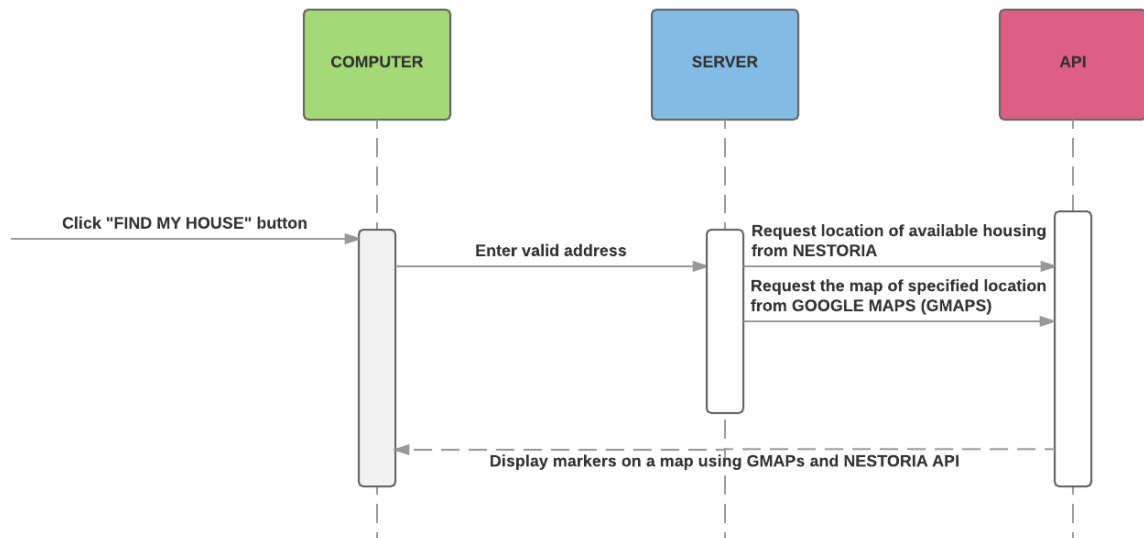 COMPUTER
SERVER
API
Click "FIND MY HOUSE" button
Enter valid address
Request location of available housing
from NESTORIA
Request the map of specified location
from GOOGLE MAPS (GMAPS)
Display markers on a map using GMAPs and NESTORIA API